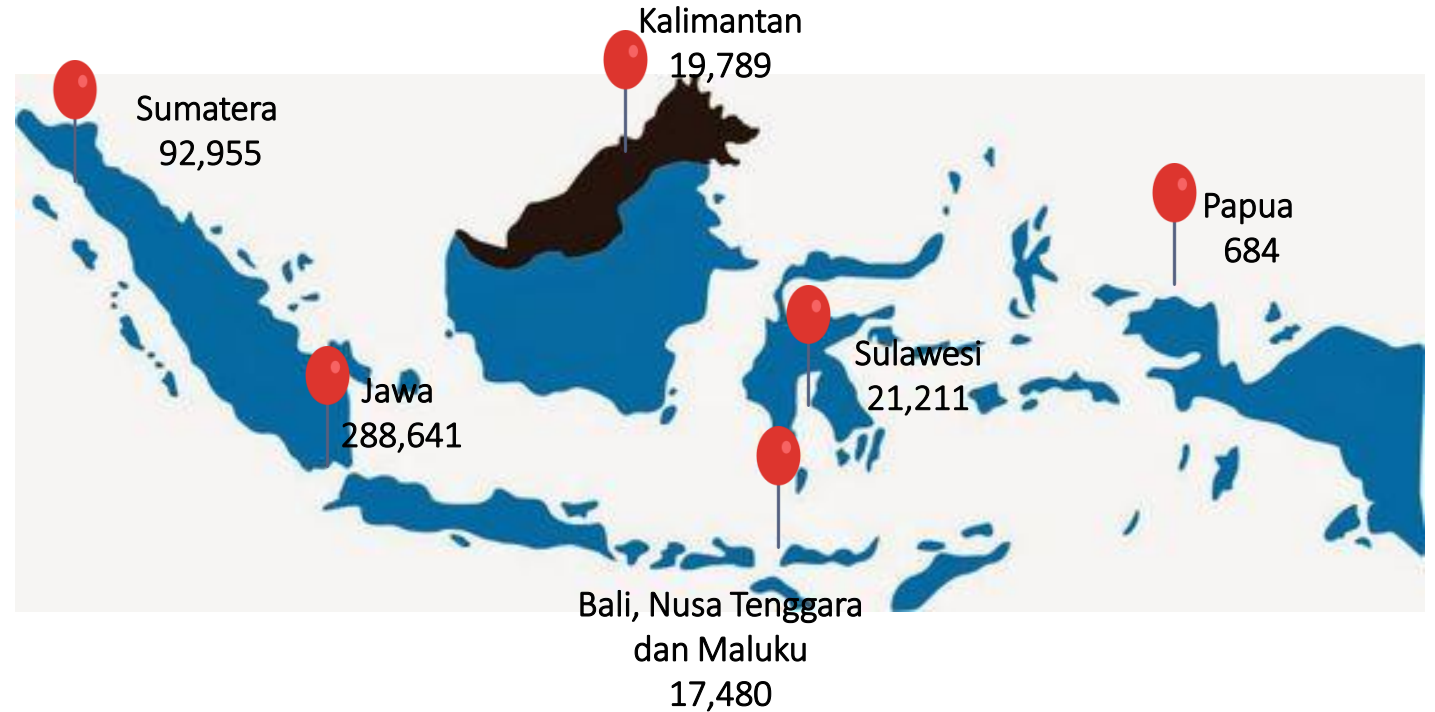 Kalimantan
19,789
Sumatera
92,955
Papua
684
Sulawesi
21,211
Jawa
288,641
Bali, Nusa Tenggara
dan Maluku
17,480